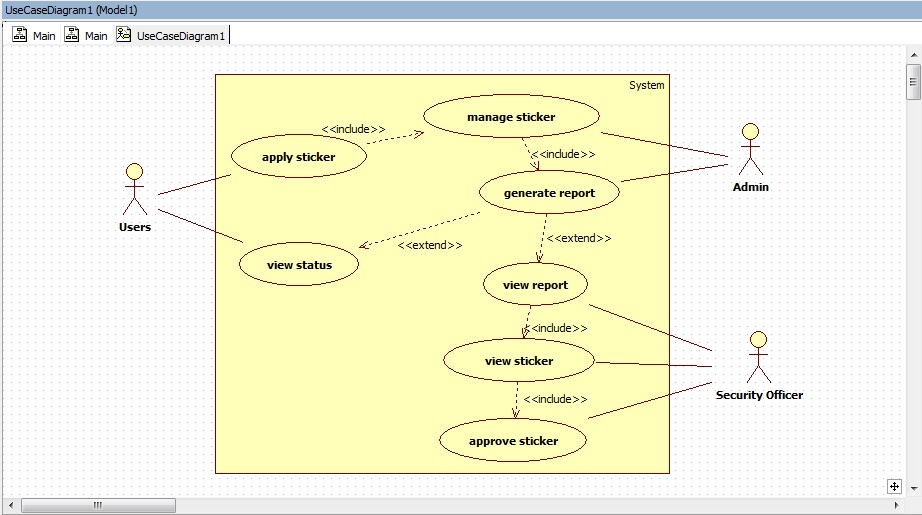 UseCaseDiagram1 (Model1)
Main
Main
UseCaseDiagram1
System
manage sticker
<<include>>
apply sticker
<<include>>
Admin
generate report
Users
<<extend>>
<<extend>>
view status
view report
<<include>>
view sticker
Security Officer
<<include>>
approve sticker